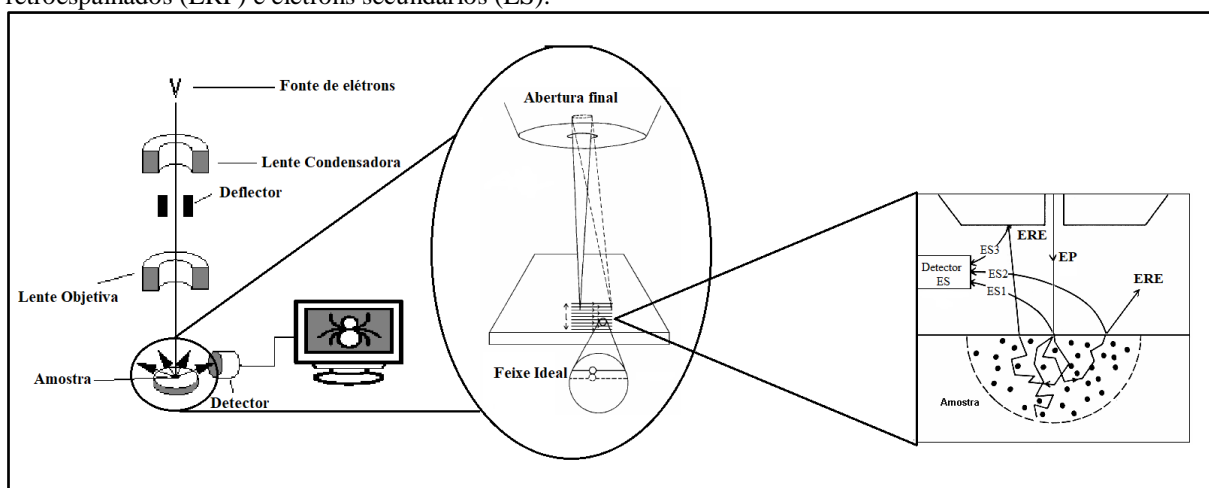 retroespalhados (ERP) e elétrons secundários (ES).
Fonte de elétrons
Lente Condensadora
Deflector
Lente Objetiva
Amostra
Detector
Abertura final
Feixe Ideal
ERE
ES3
EP
Detector
ES
ES2
ERE
ES1
Amostra